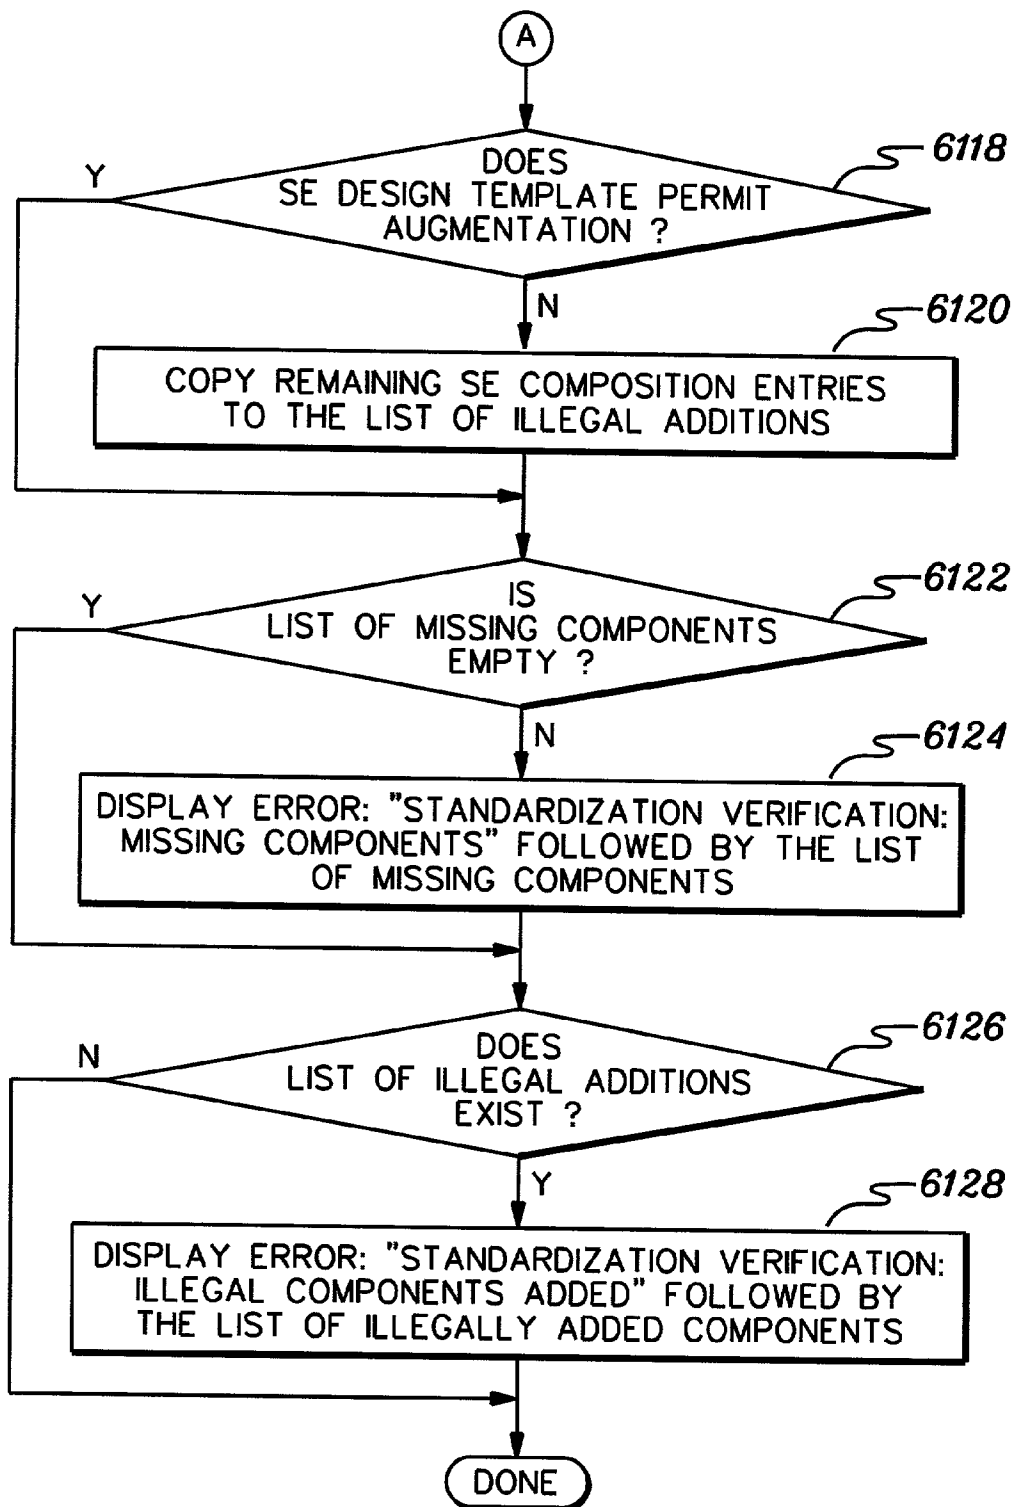 A
DOES
SE DESIGN TEMPLATE PERMIT
AUGMENTATION ?
6118
Y
N
6120
COPY REMAINING SE COMPOSITION ENTRIES
TO THE LIST OF ILLEGAL ADDITIONS
IS
LIST OF MISSING COMPONENTS
EMPTY ?
6122
Y
N
6124
DISPLAY ERROR: "STANDARDIZATION VERIFICATION:
MISSING COMPONENTS" FOLLOWED BY THE LIST
OF MISSING COMPONENTS
DOES
LIST OF ILLEGAL ADDITIONS
EXIST ?
6126
N
Y
6128
DISPLAY ERROR: "STANDARDIZATION VERIFICATION:
ILLEGAL COMPONENTS ADDED" FOLLOWED BY
THE LIST OF ILLEGALLY ADDED COMPONENTS
DONE